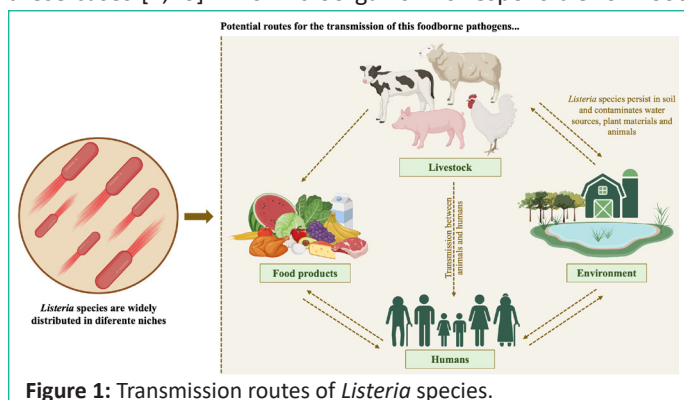 Potential routes for the transmission of this foodborne pathogens...
Listeria species persist in soil
and contaminates water
sources, plant materials and
animals
Livestock
Transmission between
animals and humans
Food products
Environment
Listeria species are widely
distributed in diferente niches
Humans
Figure 1: Transmission routes of Listeria species.